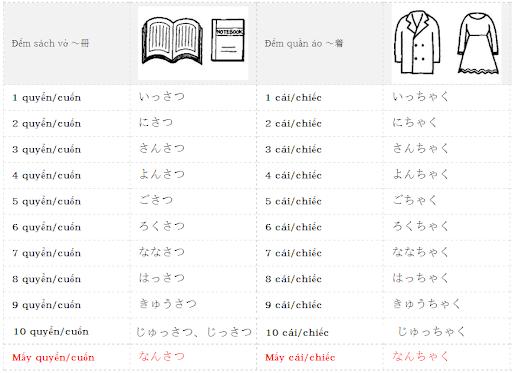 Đếm sách vở ～冊 NOTEBOOK Đếm quần áo ～着
1 quyển/cuốn いっさつ 1 cái/chiếc いっちゃく
2 quyển/cuốn にさつ 2 cái/chiếc にちゃく
3 quyển/cuốn さんさつ 3 cái/chiếc さんちゃく
4 quyển/cuốn よんさつ 4 cái/chiếc よんちゃく
5 quyển/cuốn ごさつ 5 cái/chiếc ごちゃく
6 quyển/cuốn ろくさつ 6 cái/chiếc ろくちゃく
7 quyển/cuốn ななさつ 7 cái/chiếc ななちゃく
8 quyển/cuốn はっさつ 8 cái/chiếc はっちゃく
9 quyển/cuốn きゅうさつ 9 cái/chiếc きゅうちゃく
10 quyển/cuốn じゅっさつ、じっさつ 10 cái/chiếc じゅっちゃく
Mấy quyển/cuốn なんさつ Mấy cái/chiếc なんちゃく